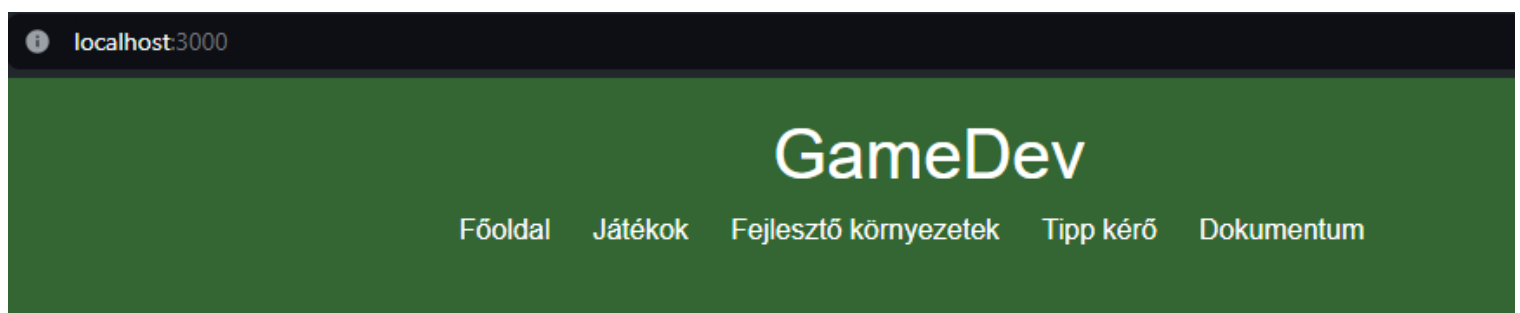 localhost:3000
GameDev
Főoldal Játékok Fejlesztő környezetek Tipp kérő Dokumentum